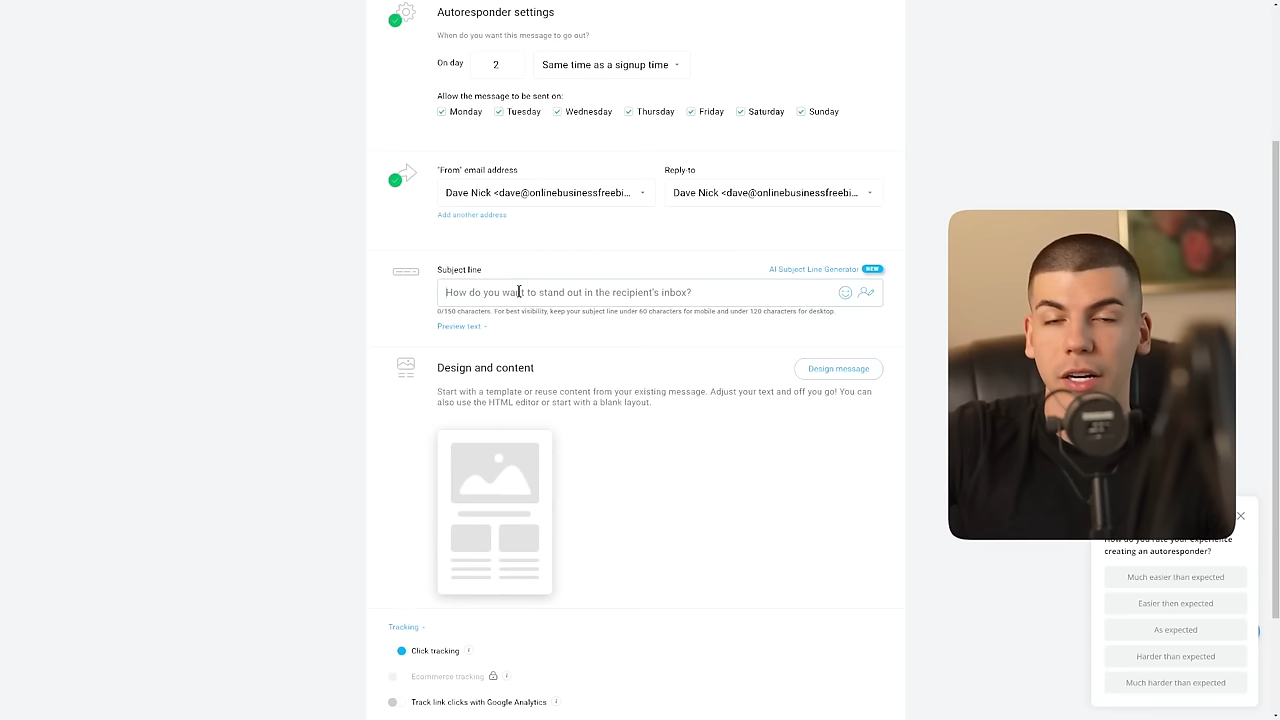 Autoresponder settings
When do you want this message to go out?
On day 2 Same time as a signup time
Allow the message to be sent on:
Monday Tuesday Wednesday Thursday Friday Saturday Sunday
"From" email address Reply-to
Dave Nick <dave@onlinebusinessfreebi... Dave Nick <dave@onlinebusinessfreebi...
Add another address
Subject line AI Subject Line Generator NEW
How do you want to stand out in the recipient's inbox?
0/150 characters. For best visibility, keep your subject line under 60 characters for mobile and under 120 characters for desktop.
Preview text
Design and content Design message
Start with a template or reuse content from your existing message. Adjust your text and off you go! You can
also use the HTML editor or start with a blank layout.
Tracking
Click tracking
Ecommerce tracking
Track link clicks with Google Analytics
How do you rate your experience
creating an autoresponder?
Much easier than expected
Easier then expected
As expected
Harder than expected
Much harder than expected